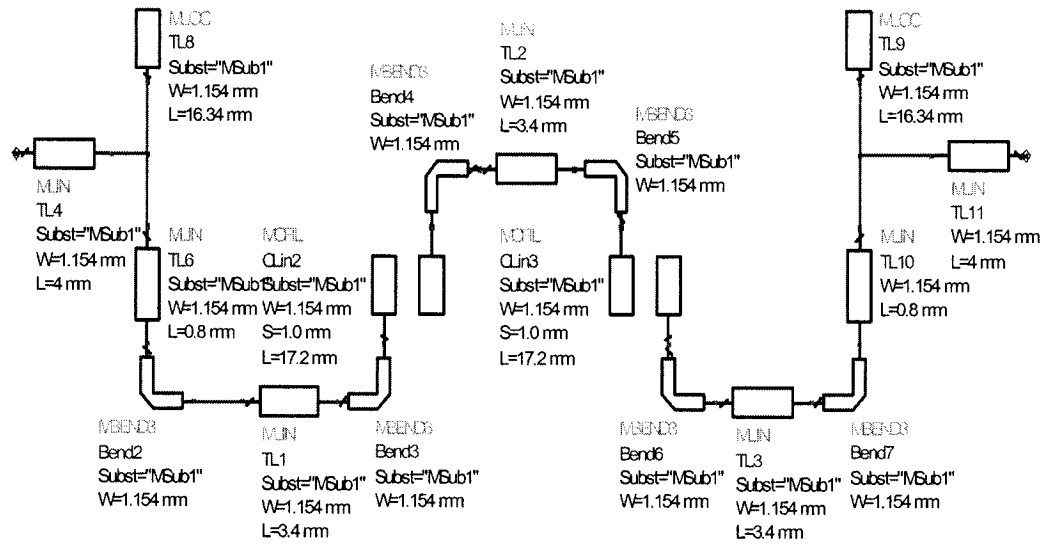 MLOC
TL8
Subst="MSub1"
W=1.154 mm
L=16.34 mm
MLIN
TL2
Subst="MSub1"
W=1.154 mm
L=3.4 mm
MLOC
TL9
Subst="MSub1"
W=1.154 mm
L=16.34 mm
MBEND3
Bend4
Subst="MSub1"
W=1.154 mm
MBEND3
Bend5
Subst="MSub1"
W=1.154 mm
MLIN
TL4
Subst="MSub1"
W=1.154 mm
L=4 mm
MLIN
TL6
Subst="MSub1"
W=1.154 mm
L=0.8 mm
MCFIL
CLin2
Subst="MSub1"
W=1.154 mm
S=1.0 mm
L=17.2 mm
MCFIL
CLin3
Subst="MSub1"
W=1.154 mm
S=1.0 mm
L=17.2 mm
MLIN
TL10
W=1.154 mm
L=0.8 mm
MLIN
TL11
W=1.154 mm
L=4 mm
MBEND3
Bend2
Subst="MSub1"
W=1.154 mm
MLIN
TL1
Subst="MSub1"
W=1.154 mm
L=3.4 mm
MBEND3
Bend3
Subst="MSub1"
W=1.154 mm
MBEND3
Bend6
Subst="MSub1"
W=1.154 mm
MLIN
TL3
Subst="MSub1"
W=1.154 mm
L=3.4 mm
MBEND3
Bend7
Subst="MSub1"
W=1.154 mm